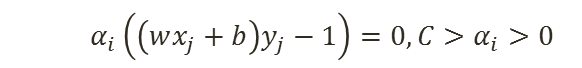 αᵢ((wxⱼ + b)yⱼ − 1) = 0, C > αᵢ > 0